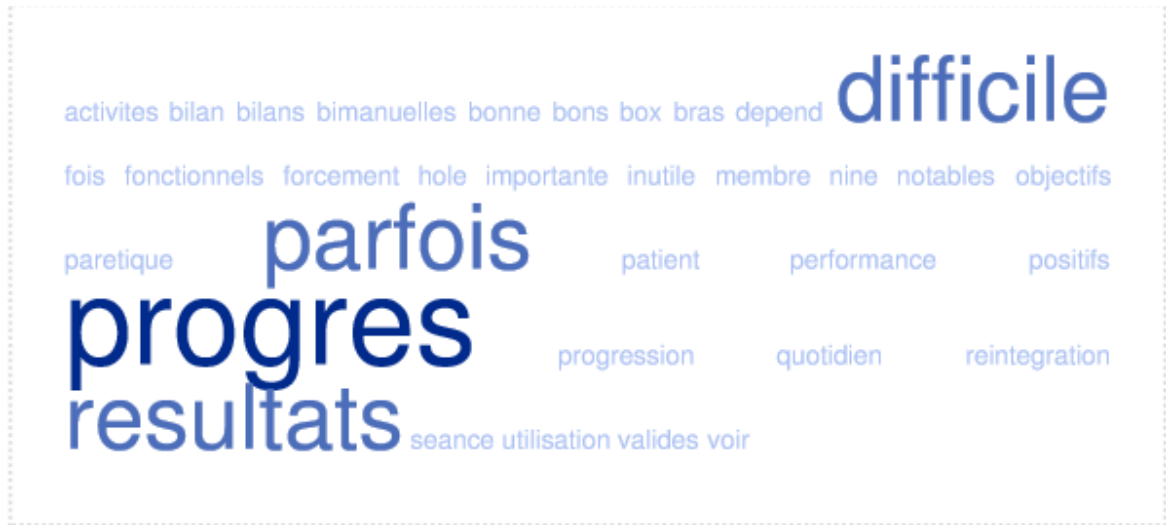 activites bilan bilans bimanuelles bonne bons box bras depend difficile
fois fonctionnels forcement hole importante inutile membre nine notables objectifs
paretique parfois patient performance positifs
progres progression quotidien reintegration
resultats seance utilisation valides voir